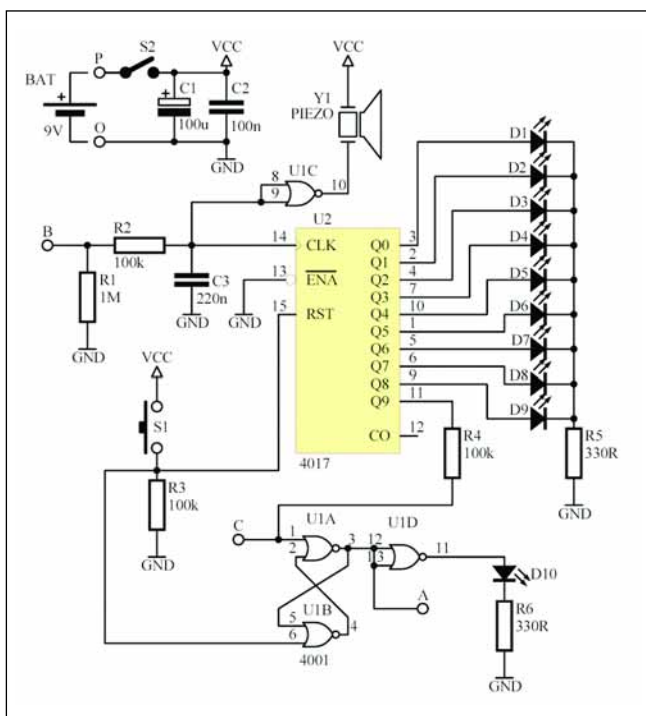 P
S2
VCC
VCC
BAT
+
C1
C2
Y1
PIEZO
9V
100u
100n
O
GND
U1C
8
9
10
D1
D2
D3
D4
D5
D6
D7
D8
D9
U2
B
R2
100k
14
CLK
13
ENA
15
RST
Q0
Q1
Q2
Q3
Q4
Q5
Q6
Q7
Q8
Q9
CO
3
2
4
7
10
1
5
6
9
11
12
4017
R1
1M
C3
220n
GND
GND
GND
VCC
S1
R3
100k
GND
R4
100k
R5
330R
GND
C
U1A
1
2
3
U1D
12
13
11
D10
A
U1B
5
6
4
4001
R6
330R
GND